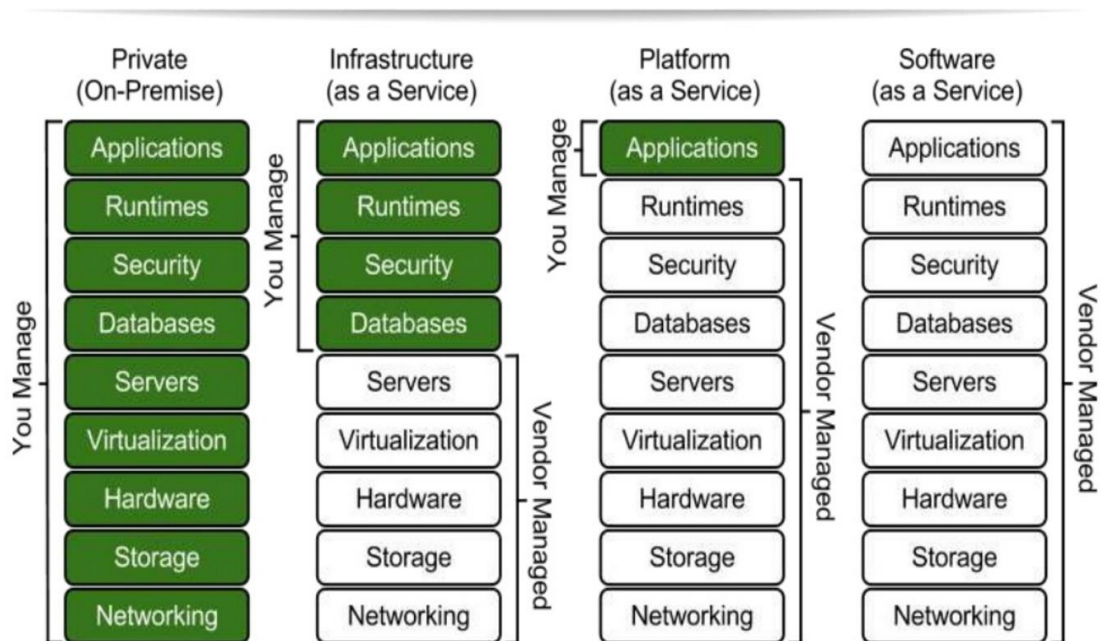 Private
(On-Premise)
You Manage
Applications
Runtimes
Security
Databases
Servers
Virtualization
Hardware
Storage
Networking
Infrastructure
(as a Service)
You Manage
Applications
Runtimes
Security
Databases
Servers
Virtualization
Hardware
Storage
Networking
Vendor Managed
Platform
(as a Service)
You Manage
Applications
Runtimes
Security
Databases
Servers
Virtualization
Hardware
Storage
Networking
Vendor Managed
Software
(as a Service)
Applications
Runtimes
Security
Databases
Servers
Virtualization
Hardware
Storage
Networking
Vendor Managed